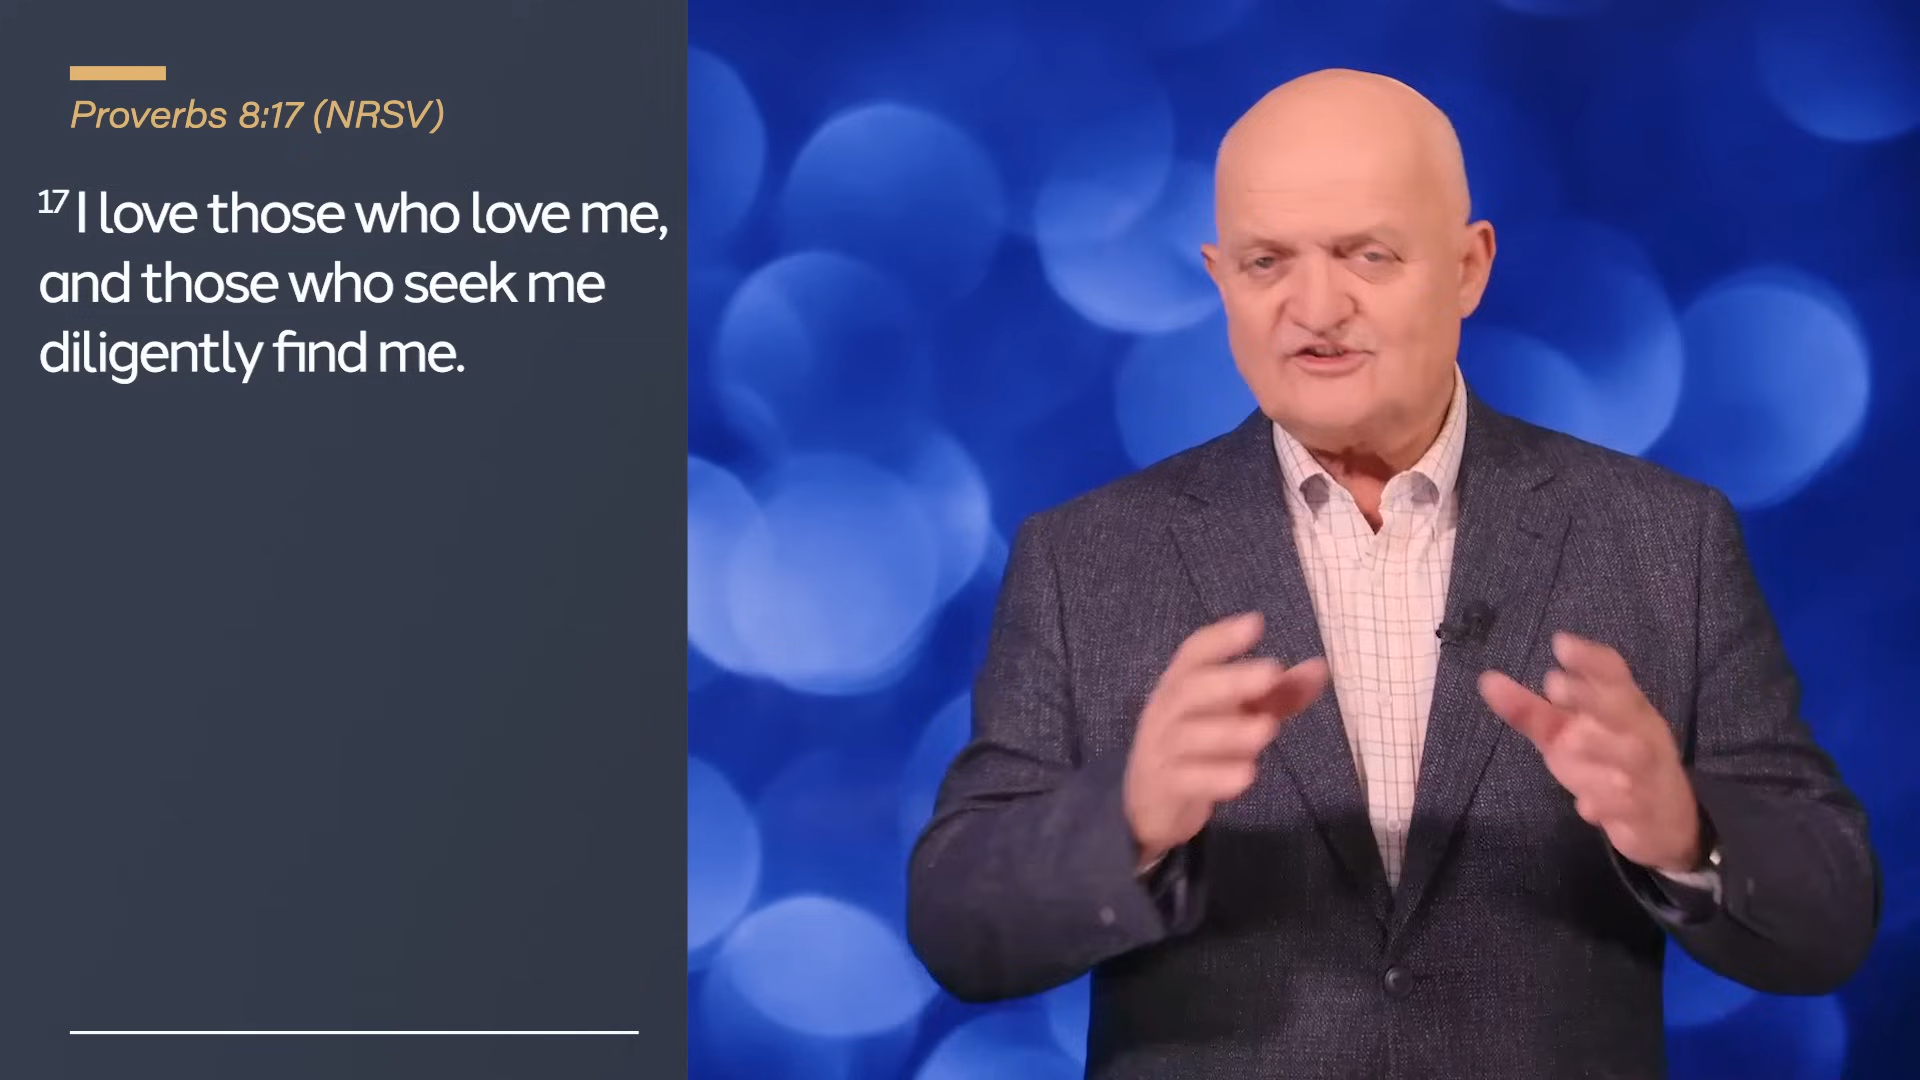 Proverbs 8:17 (NRSV)
17 I love those who love me,
and those who seek me
diligently find me.